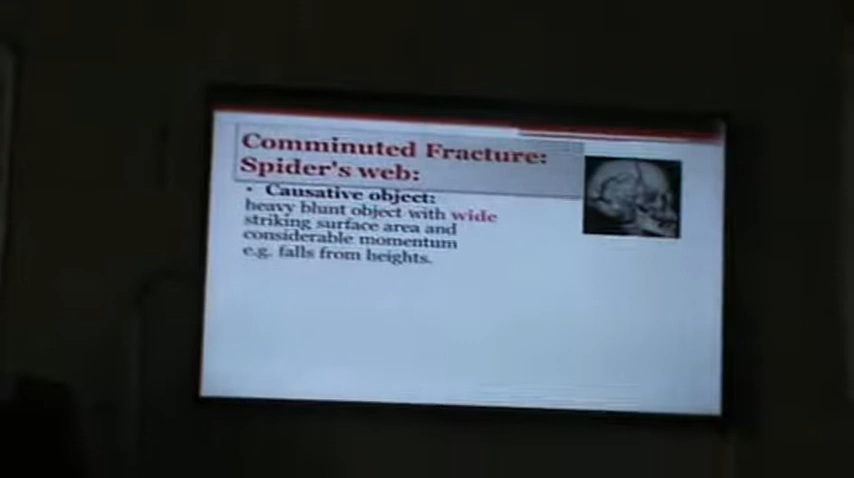 Comminuted Fracture:
Spider's web:
• Causative object:
heavy blunt object with wide
striking surface area and
considerable momentum
e.g. falls from heights.